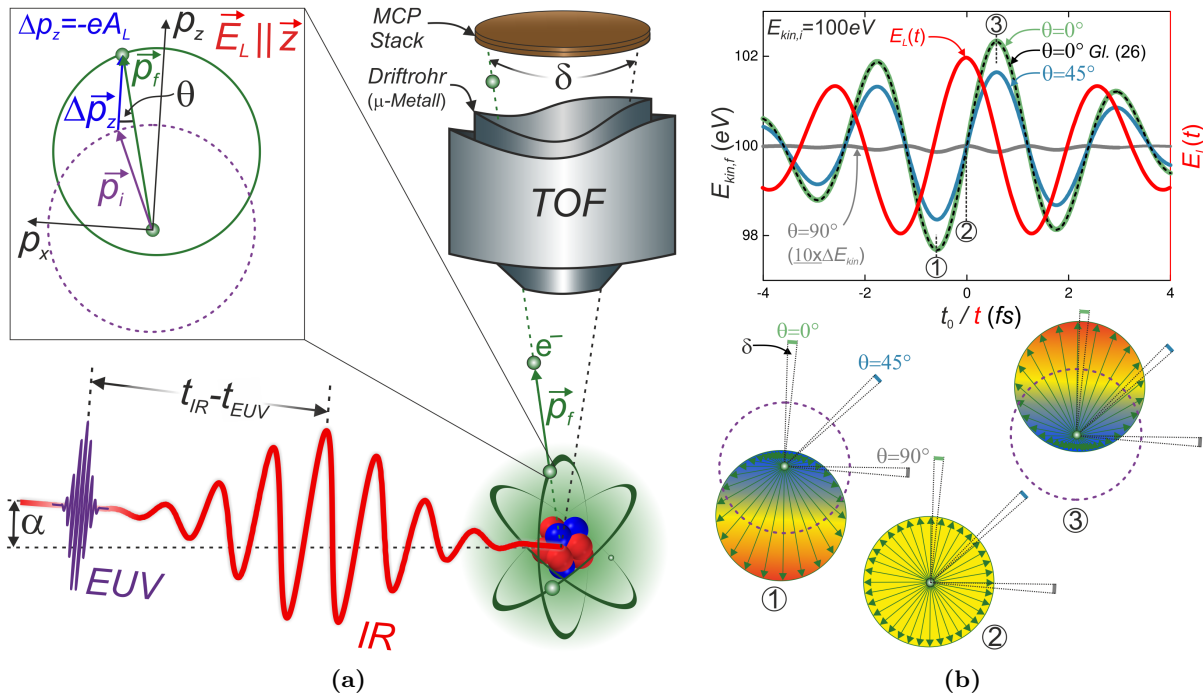 Δp_z=-eA_L
p_z
E_L || z
p_f
Δp_z
θ
p_i
p_x
MCP
Stack
δ
Driftrohr
(μ-Metall)
TOF
e⁻
p_f
t_IR-t_EUV
α
EUV
IR
(a)
E_kin,i=100eV
E_L(t)
③
θ=0°
θ=0° Gl. (26)
θ=45°
102
100
98
E_kin,f (eV)
E_L(t)
θ=90°
(10xΔE_kin)
①
②
-4
-2
0
2
4
t_0 / t (fs)
δ
θ=0°
θ=45°
θ=90°
①
②
③
(b)